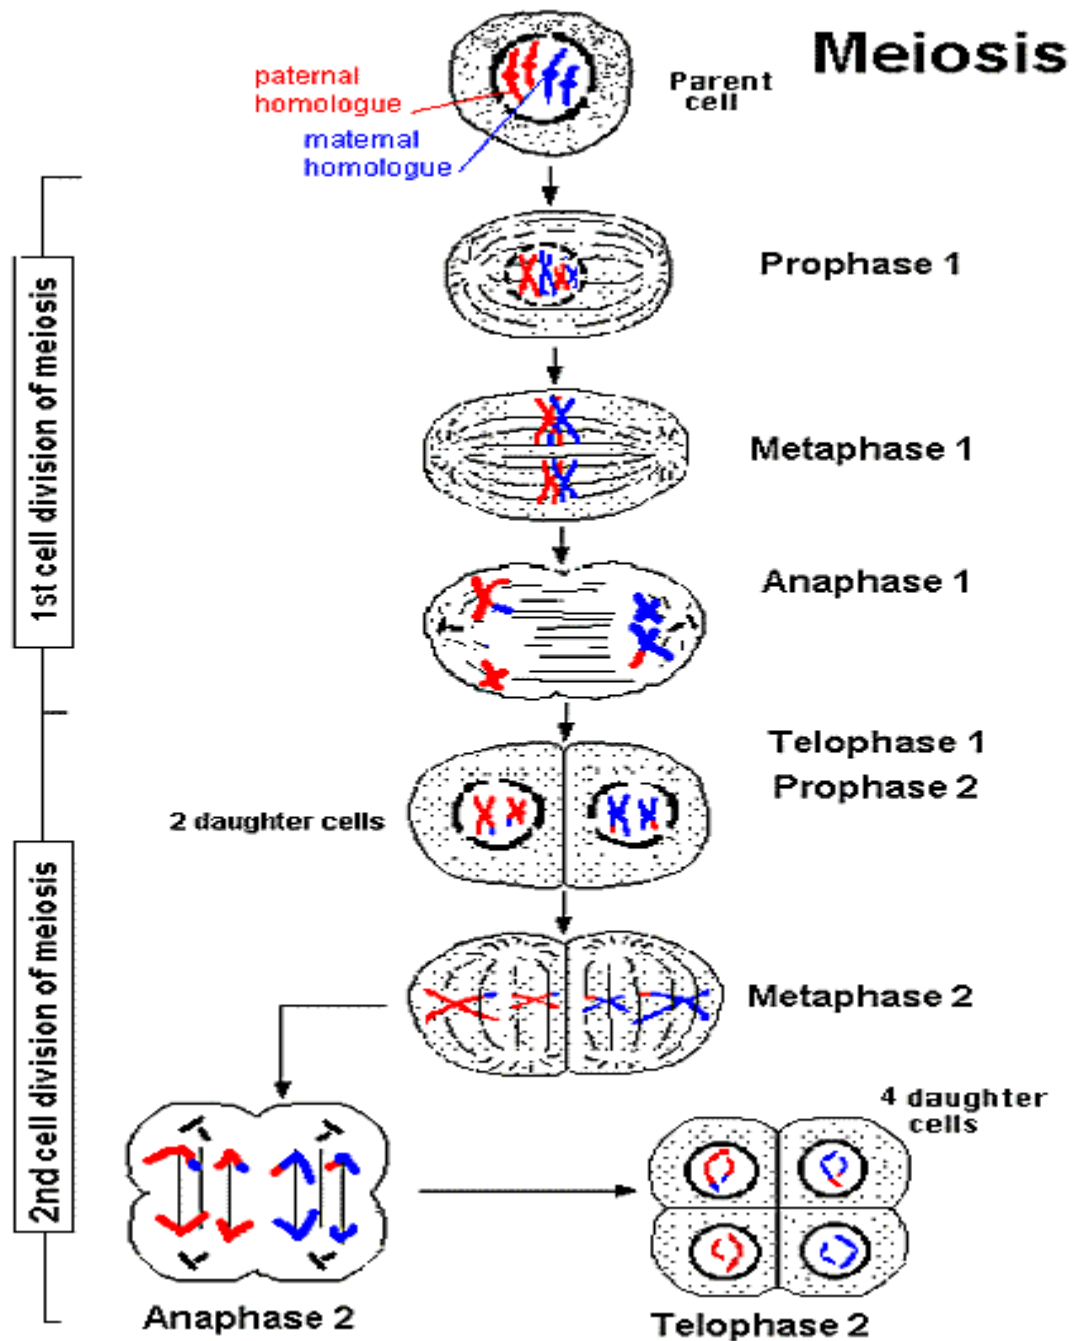 Meiosis
paternal
homologue
maternal
homologue
Parent
cell
Prophase 1
Metaphase 1
Anaphase 1
1st cell division of meiosis
Telophase 1
Prophase 2
2 daughter cells
Metaphase 2
2nd cell division of meiosis
4 daughter
cells
Anaphase 2
Telophase 2